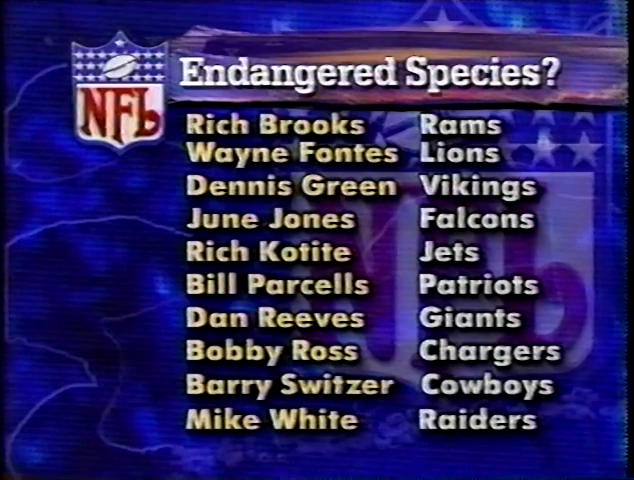 NFL
Endangered Species?
Rich Brooks Rams
Wayne Fontes Lions
Dennis Green Vikings
June Jones Falcons
Rich Kotite Jets
Bill Parcells Patriots
Dan Reeves Giants
Bobby Ross Chargers
Barry Switzer Cowboys
Mike White Raiders